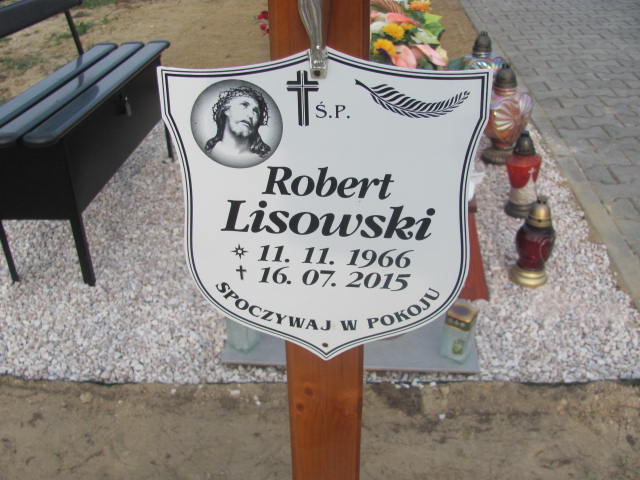 Ś.P.
Robert
Lisowski
11. 11. 1966
16. 07. 2015
SPOCZYWAJ W POKOJU